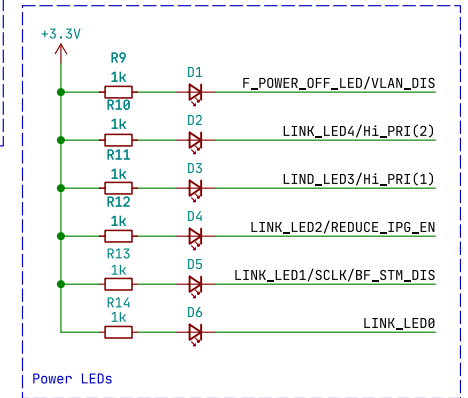 +3.3V
R9
1k
D1
F_POWER_OFF_LED/VLAN_DIS
R10
1k
D2
LINK_LED4/Hi_PRI(2)
R11
1k
D3
LIND_LED3/Hi_PRI(1)
R12
1k
D4
LINK_LED2/REDUCE_IPG_EN
R13
1k
D5
LINK_LED1/SCLK/BF_STM_DIS
R14
1k
D6
LINK_LED0
Power LEDs